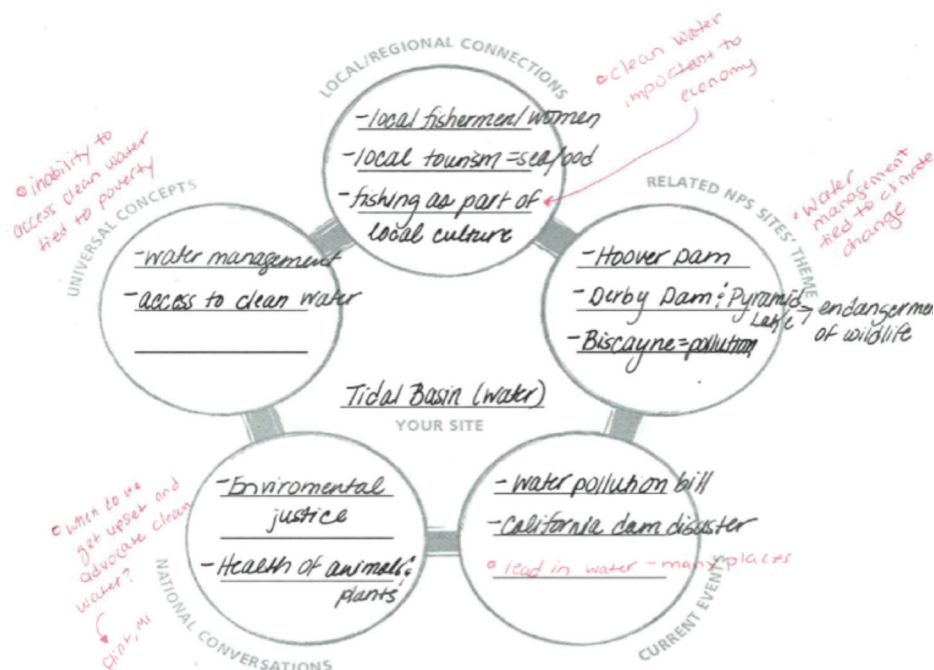 LOCAL/REGIONAL CONNECTIONS
- local fishermen/women
- local tourism = seafood
- fishing as part of
local culture
• clean water
important to
economy
RELATED NPS SITES' THEME
- Hoover Dam
- Derby Dam & Pyramid
Lake → endangerment
of wildlife
- Biscayne = pollution
• Water
management
tied to climate
change
UNIVERSAL CONCEPTS
- water management
- access to clean water
• inability to
access clean water
tied to poverty
Tidal Basin (water)
YOUR SITE
NATIONAL CONVERSATIONS
- Enviromental
justice
- Health of animals &
plants
• when do we
get upset and
advocate clean
water?
Flint, MI
CURRENT EVENTS
- water pollution bill
- California dam disaster
• lead in water - many places